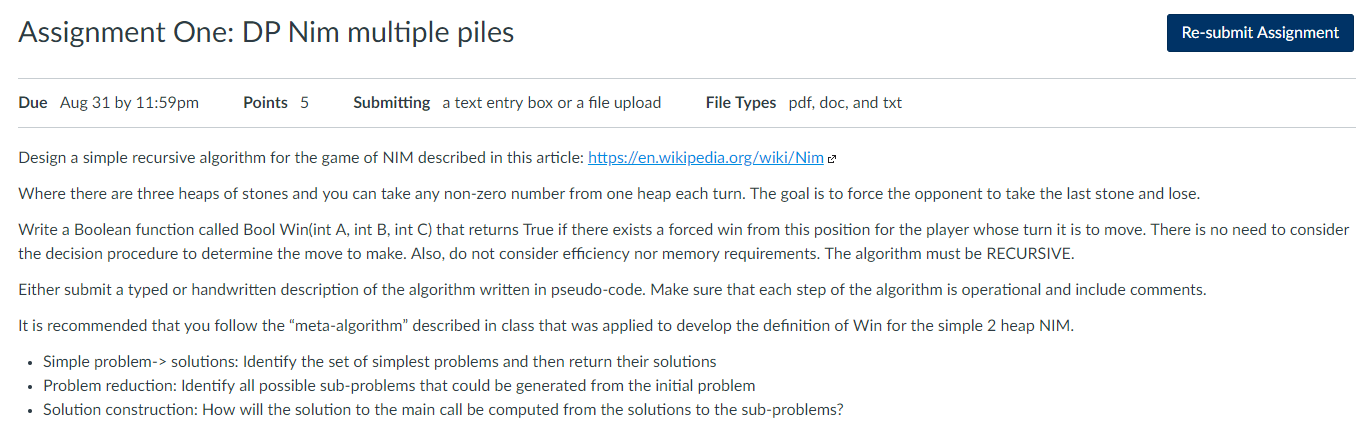 Assignment One: DP Nim multiple piles
Re-submit Assignment
Due Aug 31 by 11:59pm Points 5 Submitting a text entry box or a file upload File Types pdf, doc, and txt
Design a simple recursive algorithm for the game of NIM described in this article: https://en.wikipedia.org/wiki/Nim
Where there are three heaps of stones and you can take any non-zero number from one heap each turn. The goal is to force the opponent to take the last stone and lose.
Write a Boolean function called Bool Win(int A, int B, int C) that returns True if there exists a forced win from this position for the player whose turn it is to move. There is no need to consider
the decision procedure to determine the move to make. Also, do not consider efficiency nor memory requirements. The algorithm must be RECURSIVE.
Either submit a typed or handwritten description of the algorithm written in pseudo-code. Make sure that each step of the algorithm is operational and include comments.
It is recommended that you follow the “meta-algorithm” described in class that was applied to develop the definition of Win for the simple 2 heap NIM.
• Simple problem-> solutions: Identify the set of simplest problems and then return their solutions
• Problem reduction: Identify all possible sub-problems that could be generated from the initial problem
• Solution construction: How will the solution to the main call be computed from the solutions to the sub-problems?